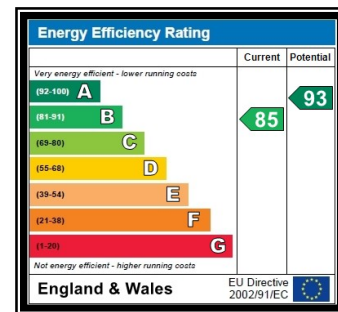 Energy Efficiency Rating
Current Potential
Very energy efficient - lower running costs
(92-100) A
93
(81-91) B
85
(69-80) C
(55-68) D
(39-54) E
(21-38) F
(1-20) G
Not energy efficient - higher running costs
England & Wales
EU Directive
2002/91/EC